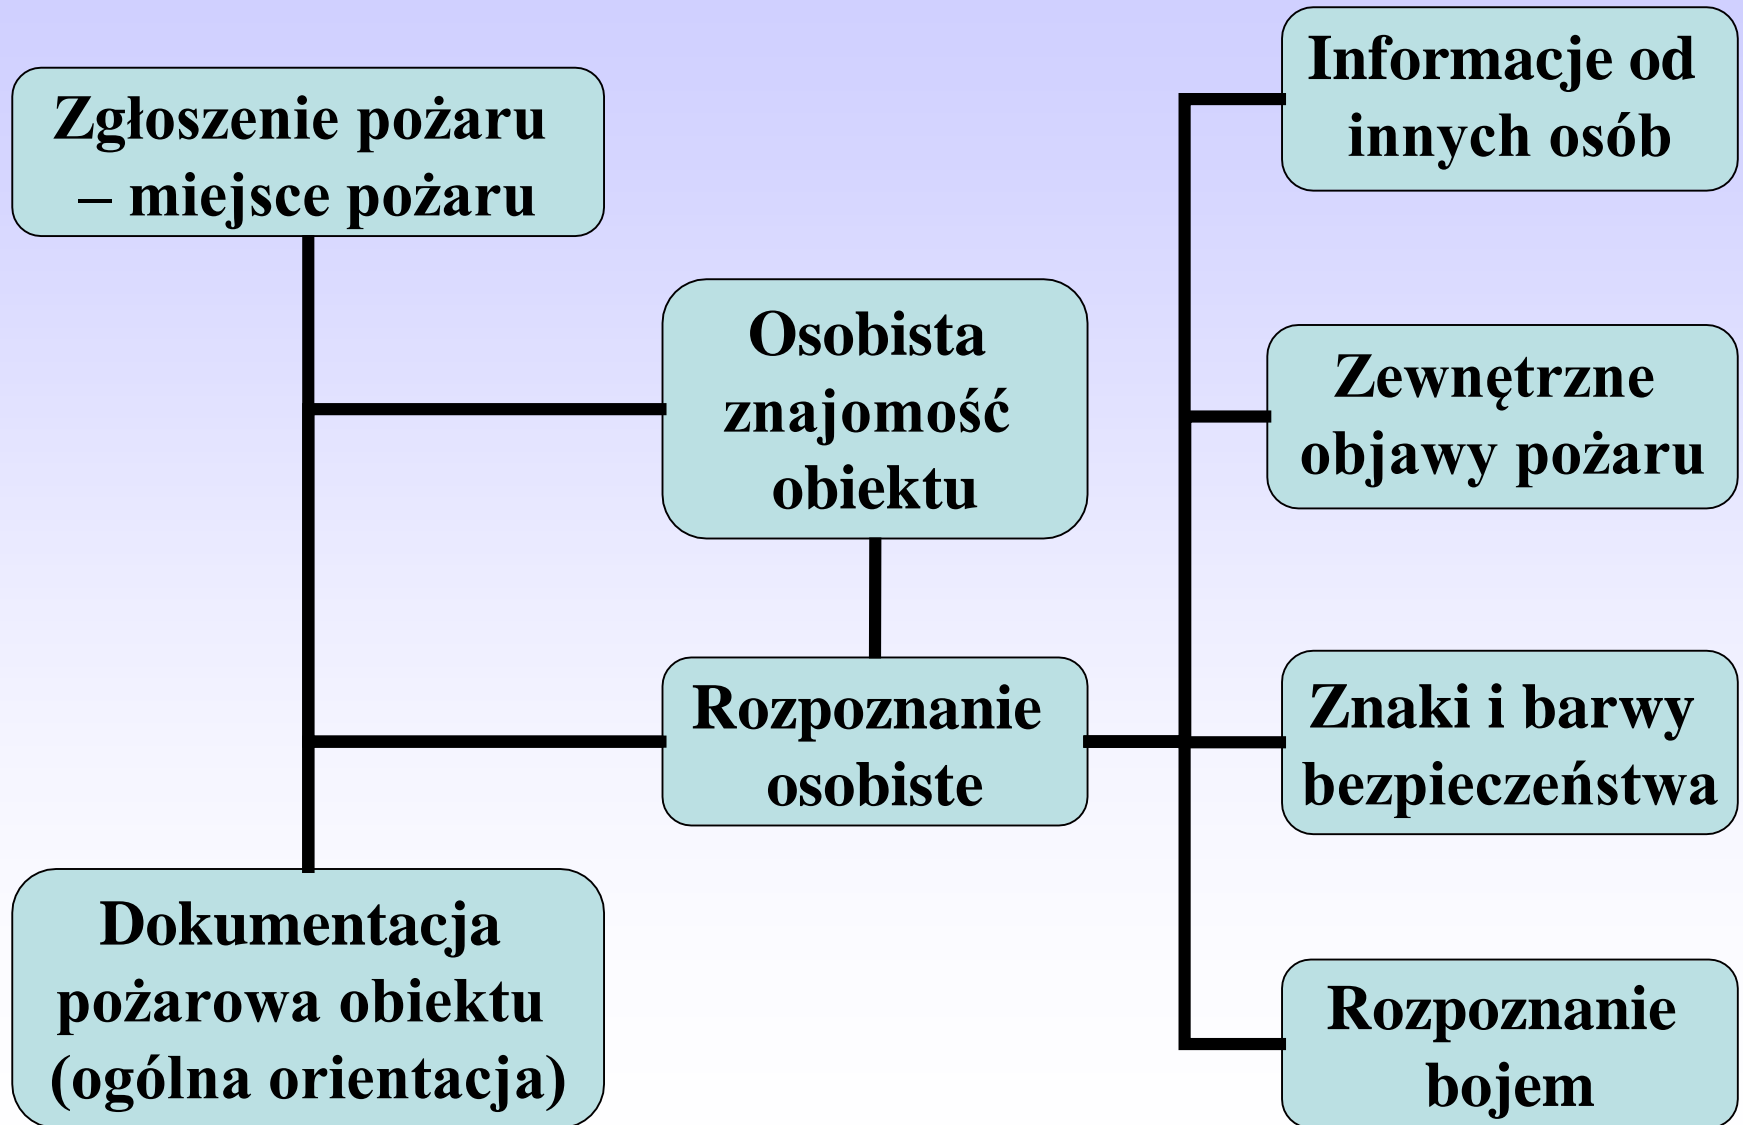 Zgłoszenie pożaru
– miejsce pożaru
Osobista
znajomość
obiektu
Rozpoznanie
osobiste
Dokumentacja
pożarowa obiektu
(ogólna orientacja)
Informacje od
innych osób
Zewnętrzne
objawy pożaru
Znaki i barwy
bezpieczeństwa
Rozpoznanie
bojem